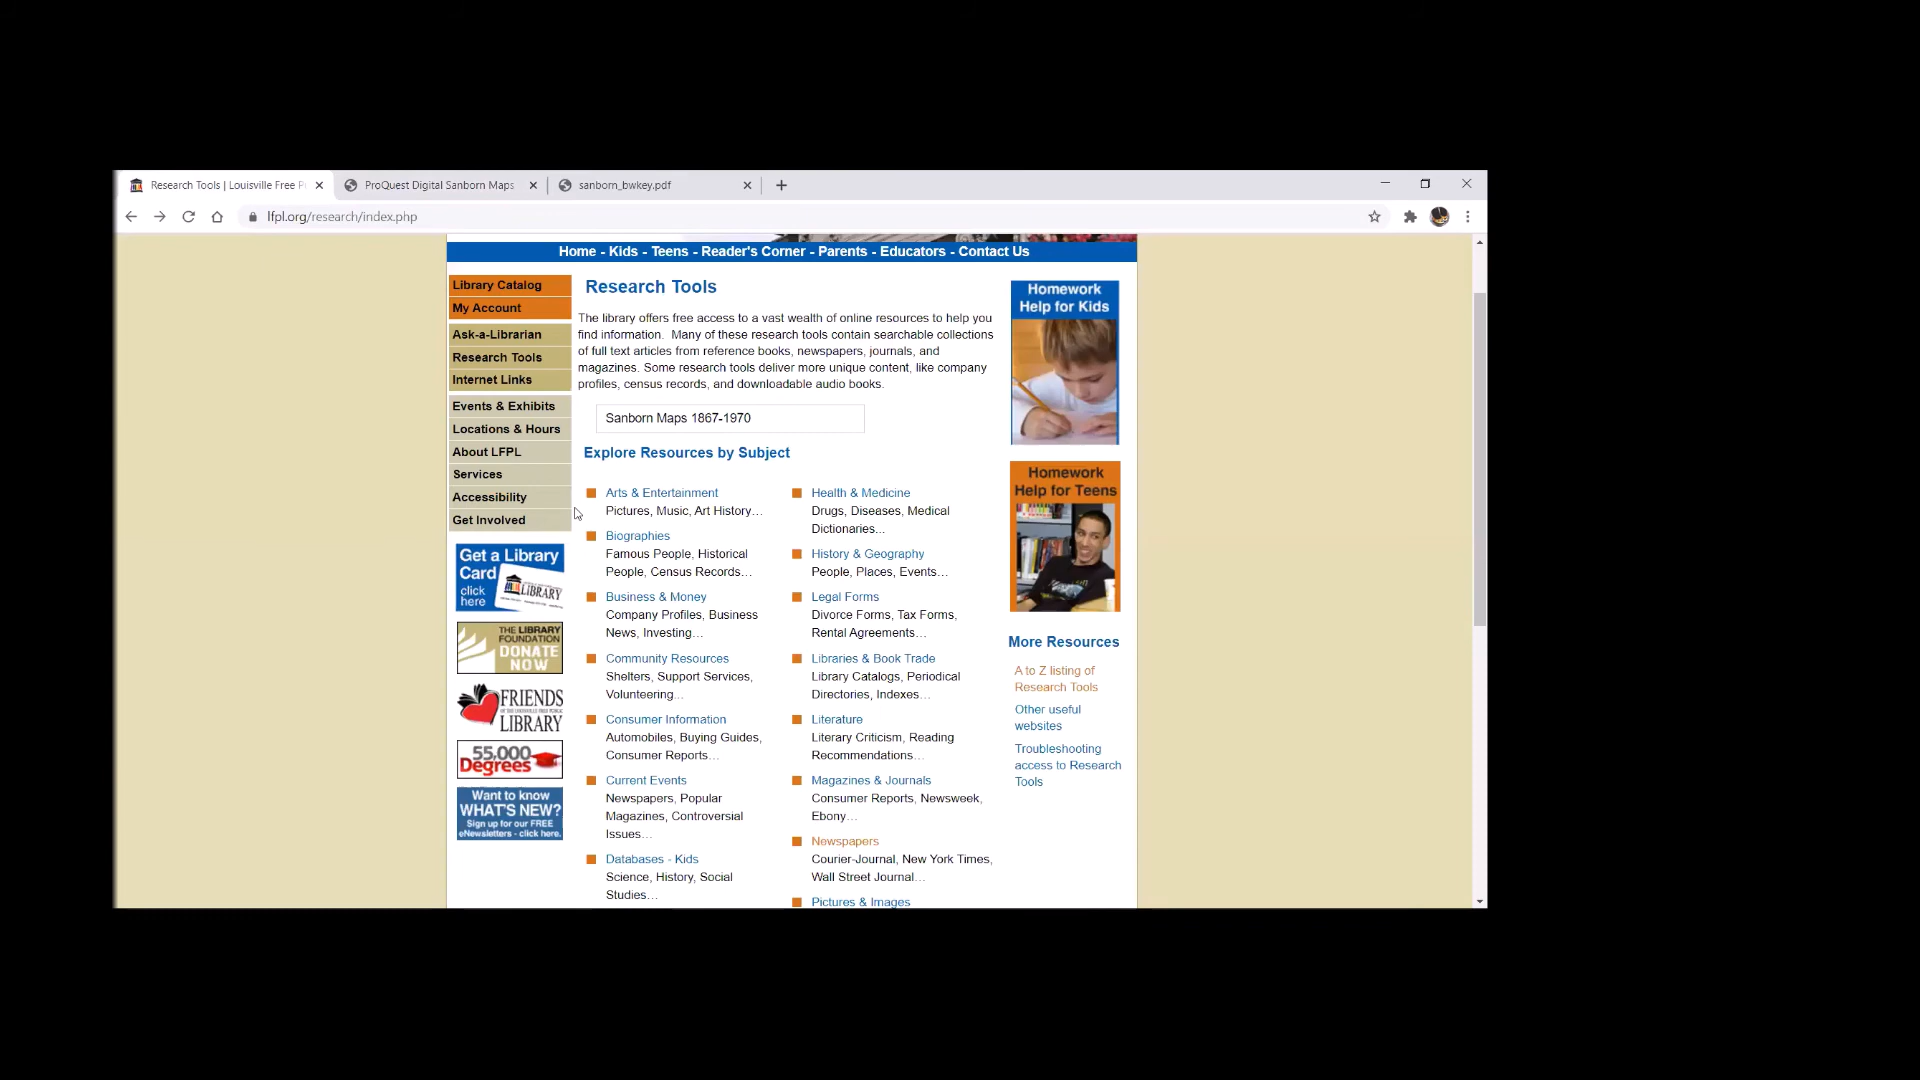 Research Tools | Louisville Free P
ProQuest Digital Sanborn Maps
sanborn_bwkey.pdf
lfpl.org/research/index.php
Home - Kids - Teens - Reader's Corner - Parents - Educators - Contact Us
Library Catalog
My Account
Ask-a-Librarian
Research Tools
Internet Links
Events & Exhibits
Locations & Hours
About LFPL
Services
Accessibility
Get Involved
Get a Library
Card
click
here
LIBRARY
THE LIBRARY
FOUNDATION
DONATE
NOW
FRIENDS
LIBRARY
55,000
Degrees
Want to know
WHAT'S NEW?
Sign up for our FREE
eNewsletters - click here.
Research Tools
The library offers free access to a vast wealth of online resources to help you
find information.  Many of these research tools contain searchable collections
of full text articles from reference books, newspapers, journals, and
magazines. Some research tools deliver more unique content, like company
profiles, census records, and downloadable audio books.
Sanborn Maps 1867-1970
Explore Resources by Subject
Arts & Entertainment
Pictures, Music, Art History…
Biographies
Famous People, Historical
People, Census Records…
Business & Money
Company Profiles, Business
News, Investing…
Community Resources
Shelters, Support Services,
Volunteering…
Consumer Information
Automobiles, Buying Guides,
Consumer Reports…
Current Events
Newspapers, Popular
Magazines, Controversial
Issues…
Databases - Kids
Science, History, Social
Studies…
Health & Medicine
Drugs, Diseases, Medical
Dictionaries...
History & Geography
People, Places, Events…
Legal Forms
Divorce Forms, Tax Forms,
Rental Agreements…
Libraries & Book Trade
Library Catalogs, Periodical
Directories, Indexes…
Literature
Literary Criticism, Reading
Recommendations…
Magazines & Journals
Consumer Reports, Newsweek,
Ebony…
Newspapers
Courier-Journal, New York Times,
Wall Street Journal…
Pictures & Images
Homework
Help for Kids
Homework
Help for Teens
More Resources
A to Z listing of
Research Tools
Other useful
websites
Troubleshooting
access to Research
Tools